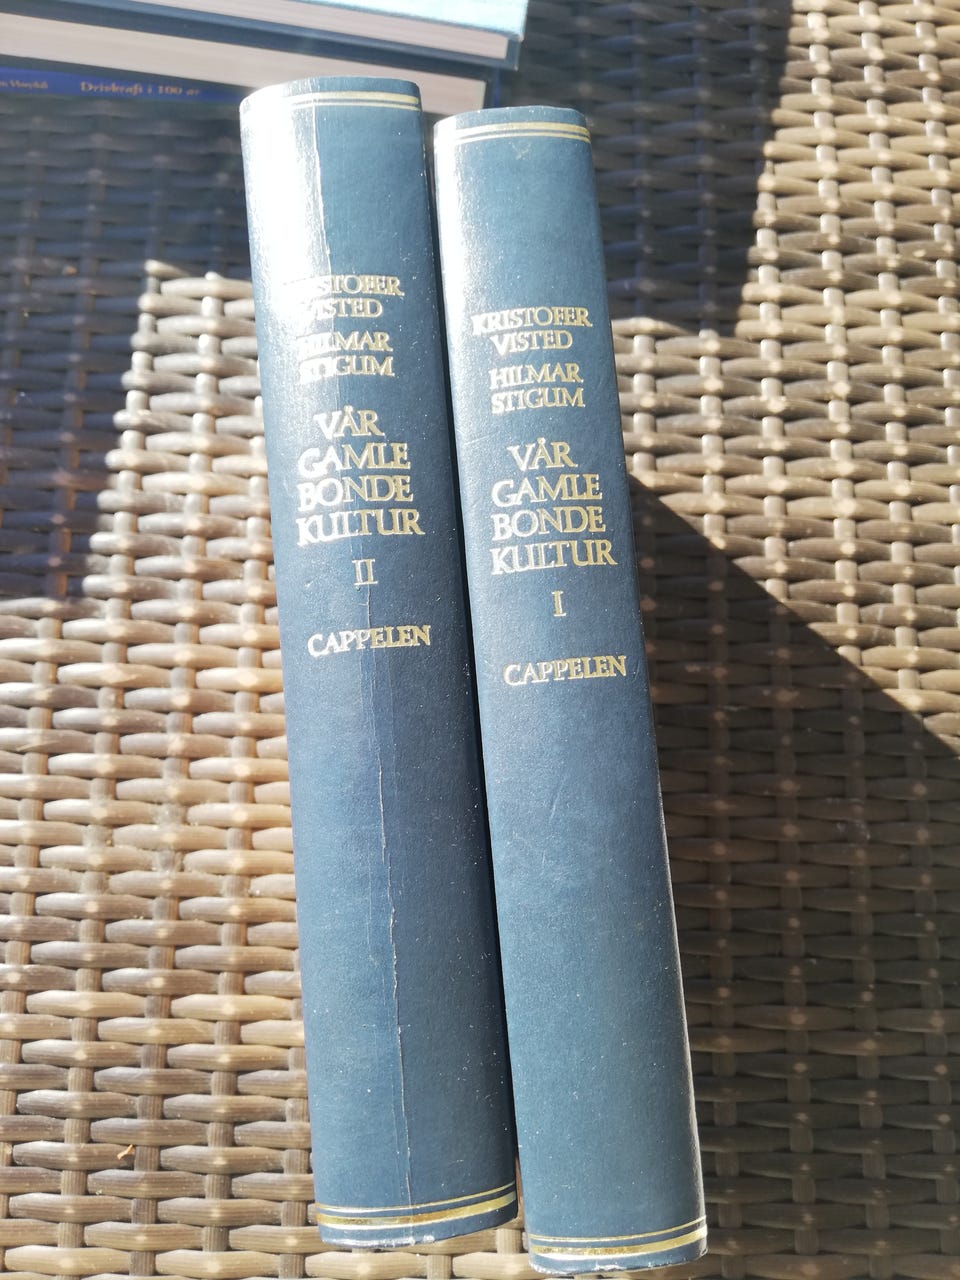 Drivkraft i 100 år
KRISTOFER
VISTED
HILMAR
STIGUM
VÅR
GAMLE
BONDE
KULTUR
II
CAPPELEN
KRISTOFER
VISTED
HILMAR
STIGUM
VÅR
GAMLE
BONDE
KULTUR
I
CAPPELEN